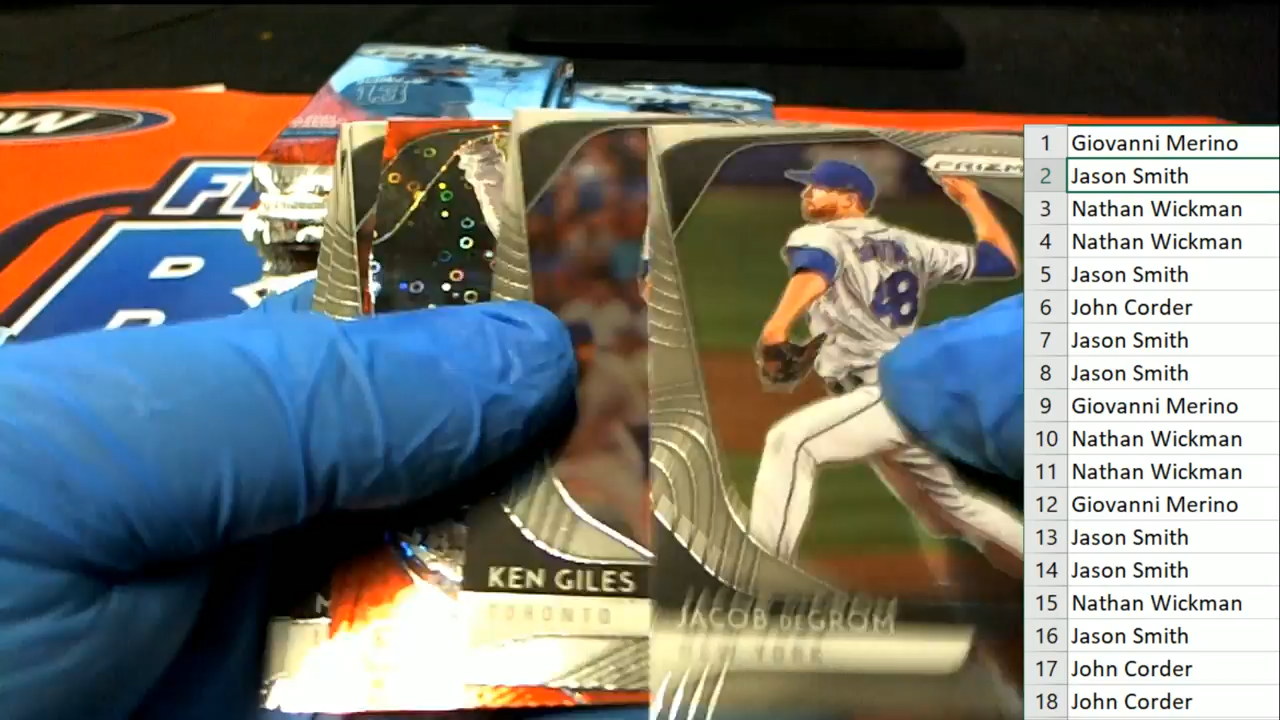 PRIZM
48
KEN GILES
TORONTO
JACOB DEGROM
NEW YORK
1 Giovanni Merino
2 Jason Smith
3 Nathan Wickman
4 Nathan Wickman
5 Jason Smith
6 John Corder
7 Jason Smith
8 Jason Smith
9 Giovanni Merino
10 Nathan Wickman
11 Nathan Wickman
12 Giovanni Merino
13 Jason Smith
14 Jason Smith
15 Nathan Wickman
16 Jason Smith
17 John Corder
18 John Corder